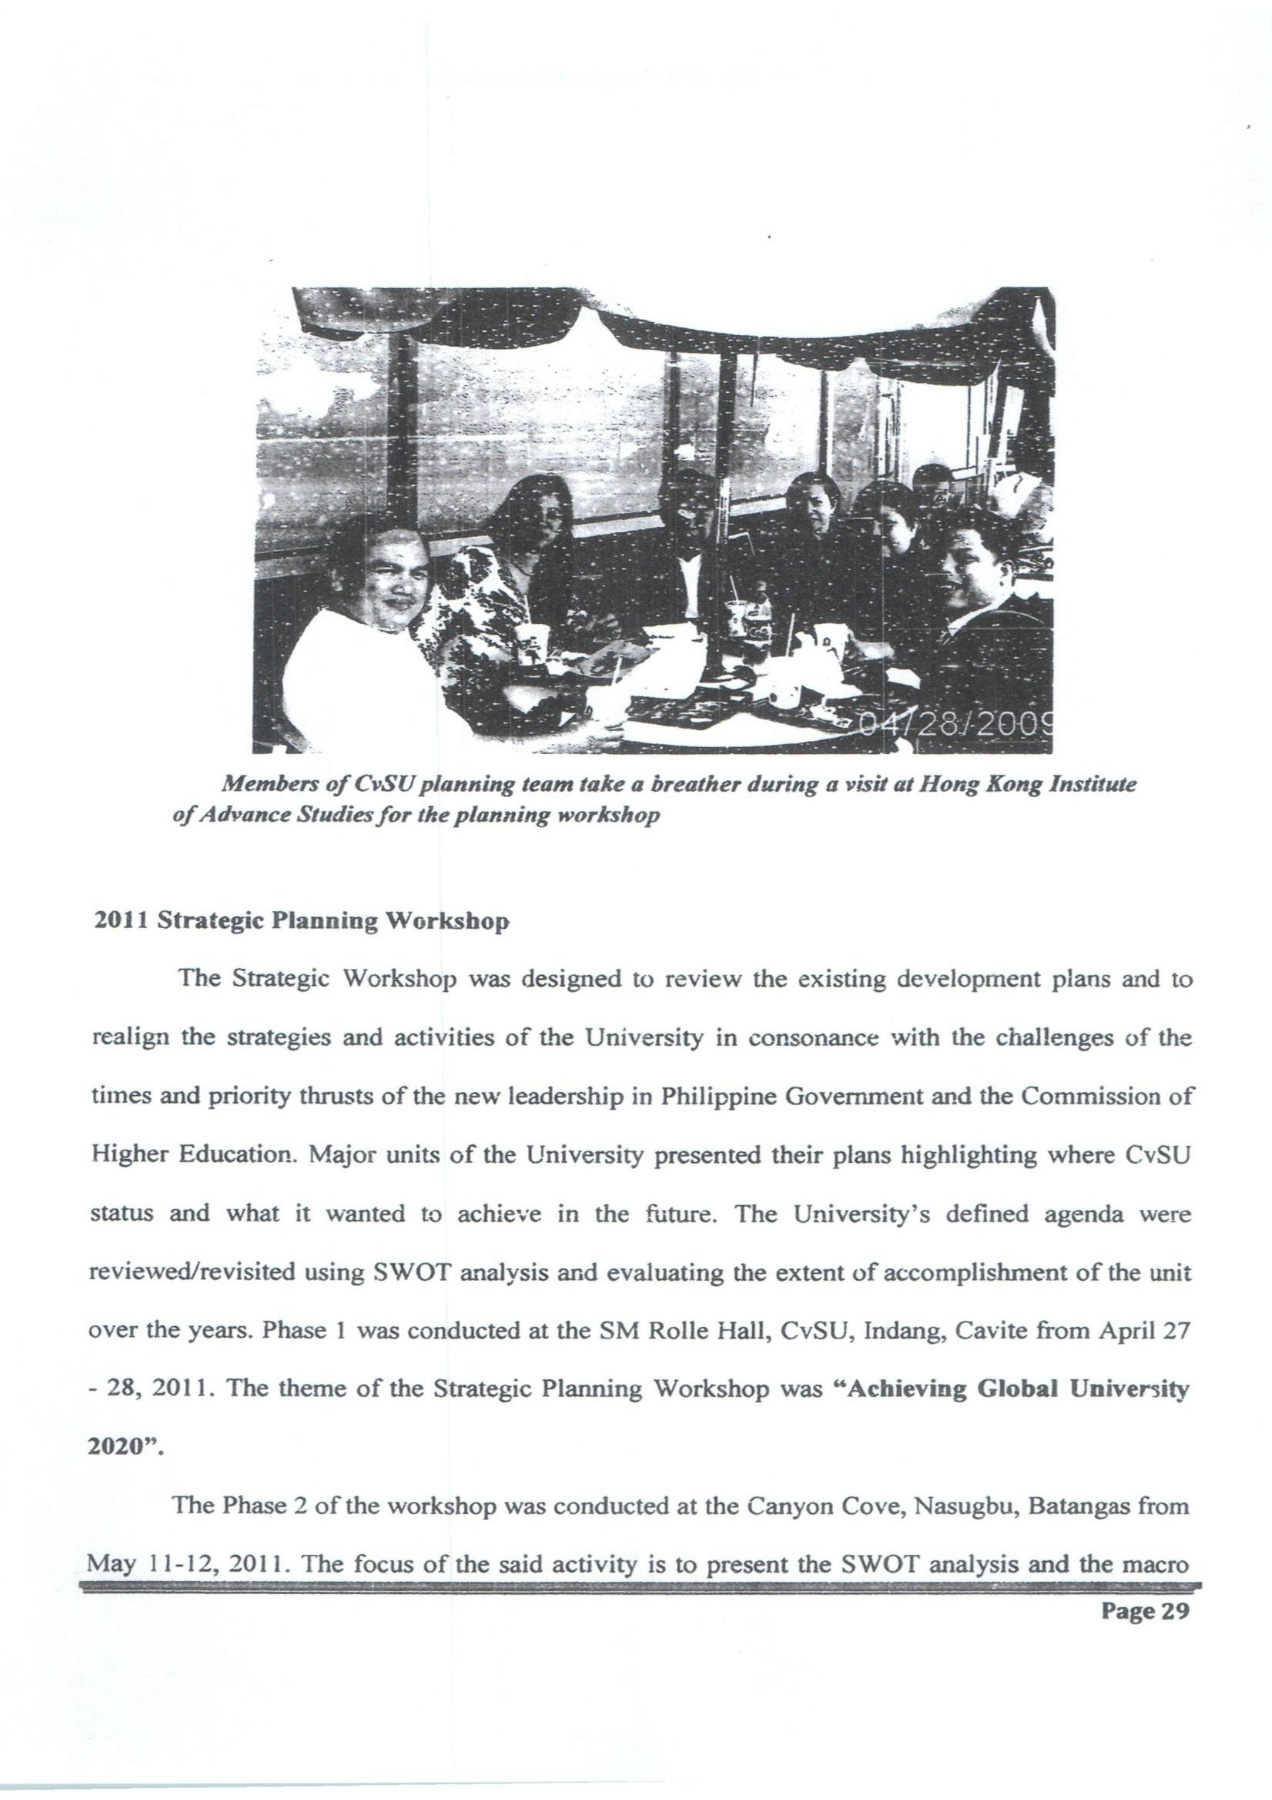 04/28/2009
Members of CvSU planning team take a breather during a visit at Hong Kong Institute
of Advance Studies for the planning workshop
2011 Strategic Planning Workshop
The Strategic Workshop was designed to review the existing development plans and to
realign the strategies and activities of the University in consonance with the challenges of the
times and priority thrusts of the new leadership in Philippine Government and the Commission of
Higher Education. Major units of the University presented their plans highlighting where CvSU
status and what it wanted to achieve in the future. The University's defined agenda were
reviewed/revisited using SWOT analysis and evaluating the extent of accomplishment of the unit
over the years. Phase 1 was conducted at the SM Rolle Hall, CvSU, Indang, Cavite from April 27
- 28, 2011. The theme of the Strategic Planning Workshop was “Achieving Global University
2020”.
The Phase 2 of the workshop was conducted at the Canyon Cove, Nasugbu, Batangas from
May 11-12, 2011. The focus of the said activity is to present the SWOT analysis and the macro
Page 29